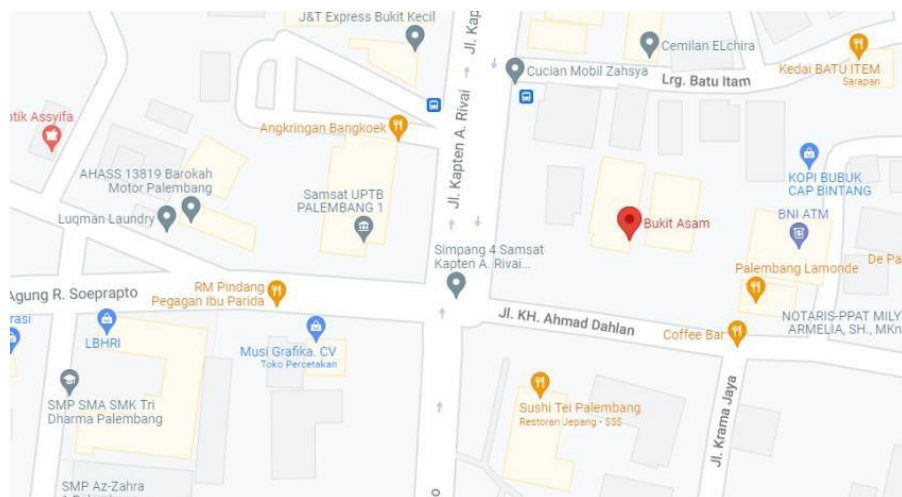 J&T Express Bukit Kecil
Jl. Kap
Cemilan ELchira
Cucian Mobil Zahsya
Kedai BATU ITEM
Sarapan
Lrg. Batu Itam
Jl. Kapten A. Rivai
tik Assyifa
Angkringan Bangkoek
AHASS 13819 Barokah
Motor Palembang
Samsat UPTB
PALEMBANG 1
KOPI BUBUK
CAP BINTANG
Luqman Laundry
Bukit Asam
BNI ATM
Simpang 4 Samsat
Kapten A. Rivai...
Palembang Lamonde
De Pa
RM Pindang
Pegagan Ibu Parida
Agung R. Soeprapto
Jl. KH. Ahmad Dahlan
NOTARIS-PPAT MILY
ARMELIA, SH., MKn
Coffee Bar
rasi
LBHRI
Musi Grafika. CV
Toko Percetakan
SMP SMA SMK Tri
Dharma Palembang
Sushi Tei Palembang
Restoran Jepang • $$$
Jl. Krama Jaya
SMP Az-Zahra